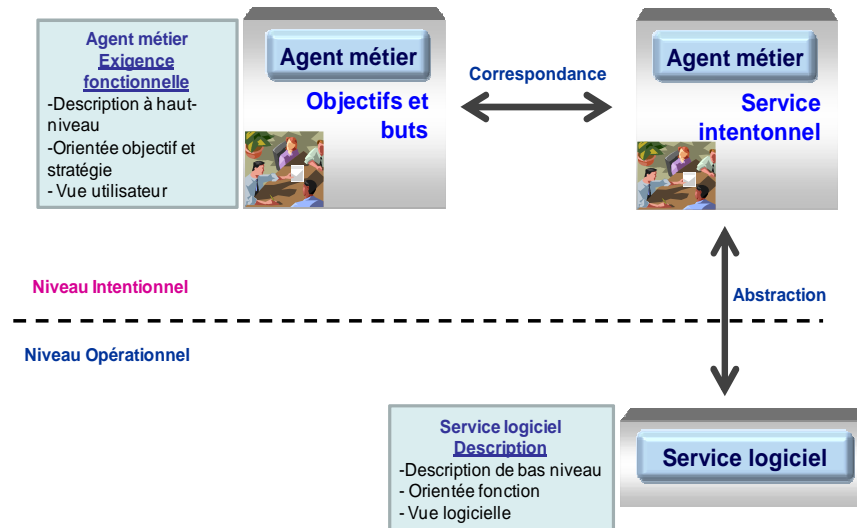 Agent métier
Exigence
fonctionnelle
-Description à haut-
niveau
-Orientée objectif et
stratégie
- Vue utilisateur
Agent métier
Objectifs et
buts
Correspondance
Agent métier
Service
intentonnel
Niveau Intentionnel
Abstraction
Niveau Opérationnel
Service logiciel
Description
-Description de bas niveau
- Orientée fonction
- Vue logicielle
Service logiciel